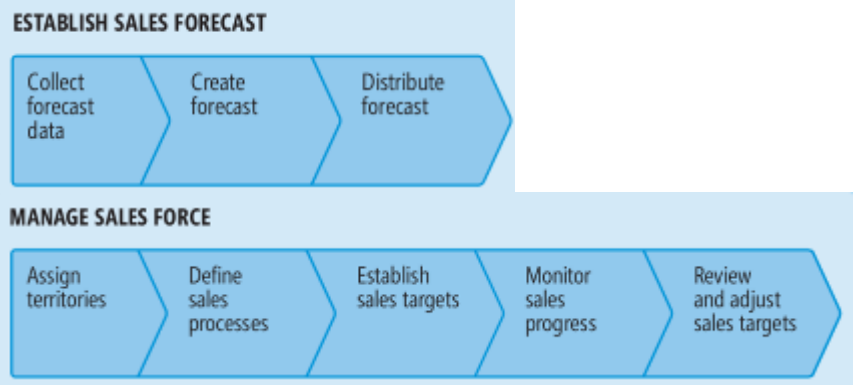 ESTABLISH SALES FORECAST
Collect
forecast
data
Create
forecast
Distribute
forecast
MANAGE SALES FORCE
Assign
territories
Define
sales
processes
Establish
sales targets
Monitor
sales
progress
Review
and adjust
sales targets